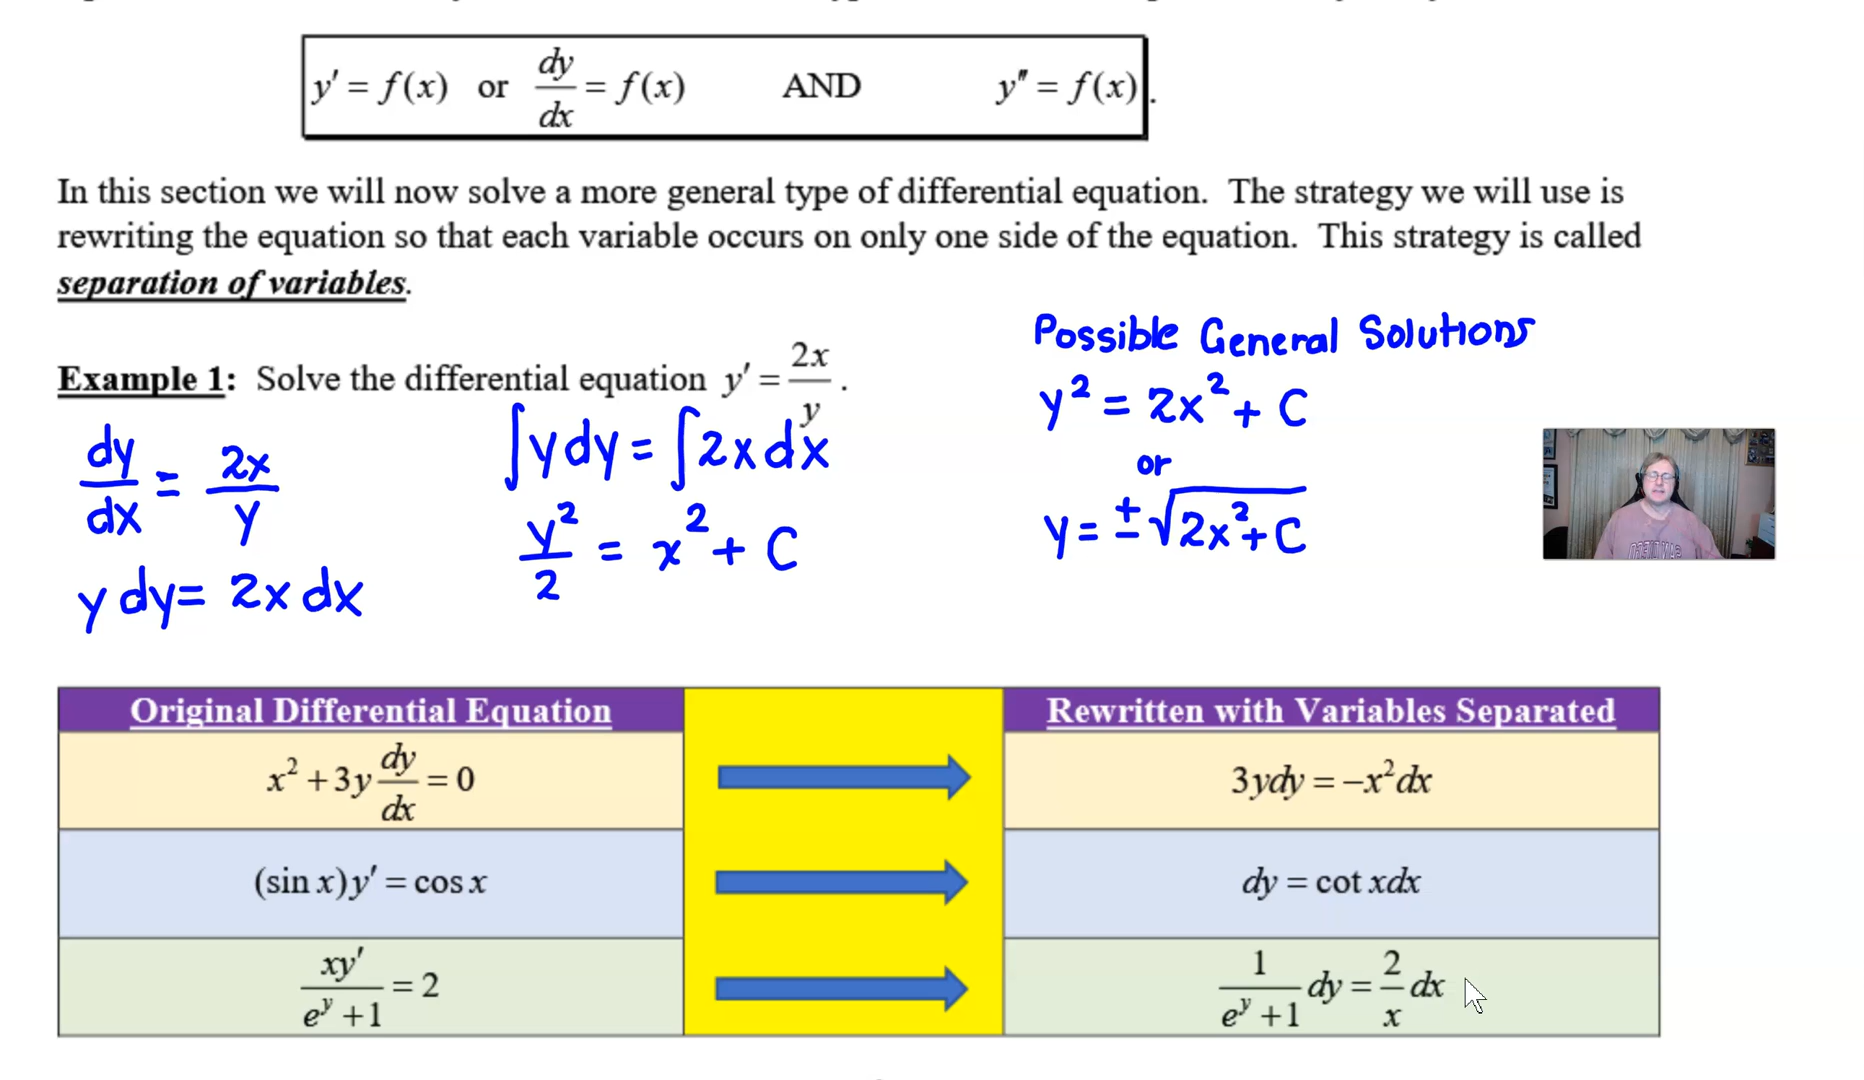 y′ = f(x) or dy/dx = f(x) AND y″ = f(x).
In this section we will now solve a more general type of differential equation. The strategy we will use is
rewriting the equation so that each variable occurs on only one side of the equation. This strategy is called
separation of variables.
Example 1: Solve the differential equation y′ = 2x/y.
dy/dx = 2x/y
y dy = 2x dx
∫y dy = ∫2x dx
y²/2 = x² + C
Possible General Solutions
y² = 2x² + C
or
y = ±√(2x² + C)
Original Differential Equation Rewritten with Variables Separated
x² + 3y dy/dx = 0 3ydy = −x²dx
(sin x)y′ = cos x dy = cot xdx
xy′/(eʸ + 1) = 2 1/(eʸ + 1) dy = 2/x dx